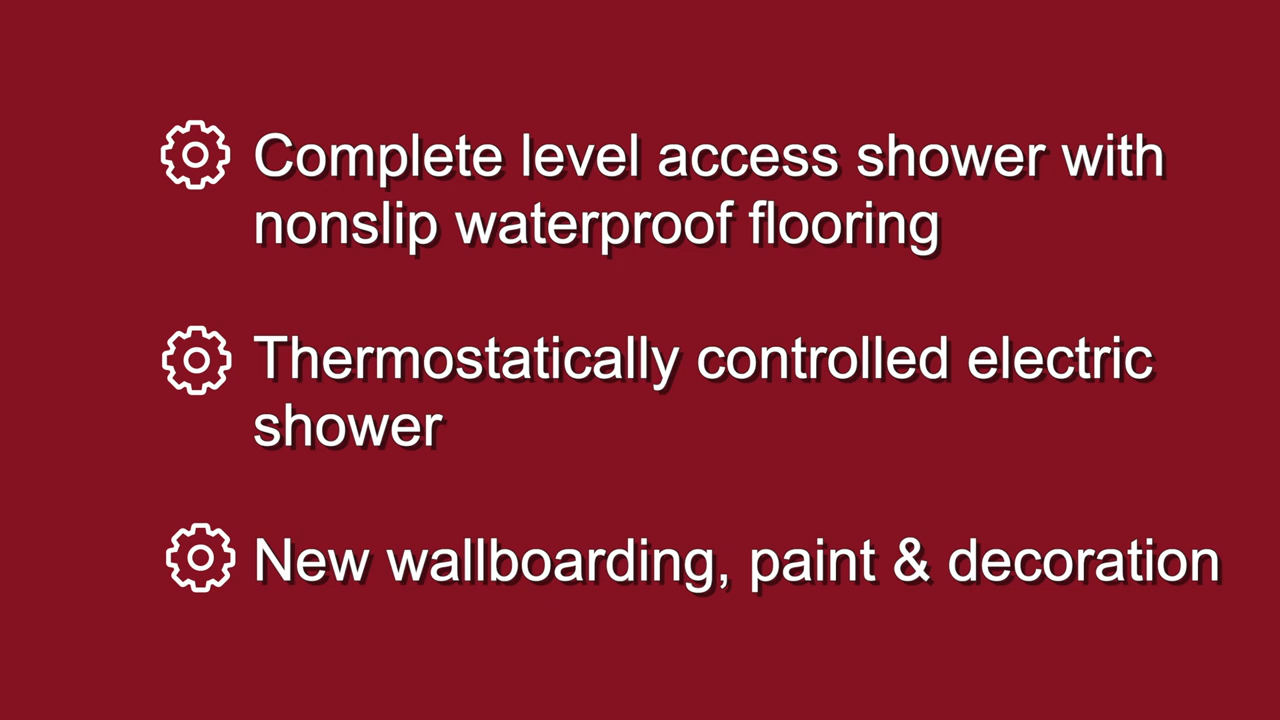 Complete level access shower with
nonslip waterproof flooring
Thermostatically controlled electric
shower
New wallboarding, paint & decoration